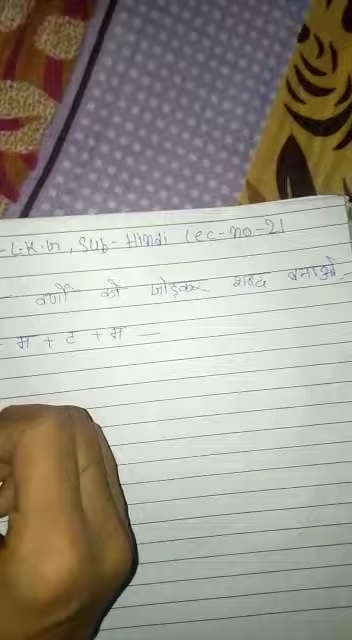 -L.K.G, Sub- Hindi Lec-no-21
वर्णों को जोड़कर शब्द बनाओ-
म + ट + म —